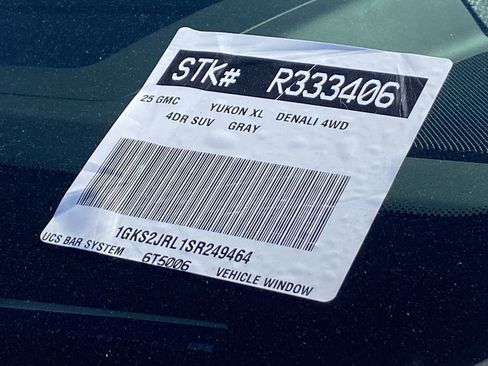 STK# R333406
25 GMC YUKON XL DENALI 4WD
4DR SUV GRAY
1GKS2JRL1SR249464
UCS BAR SYSTEM 6T5006 VEHICLE WINDOW